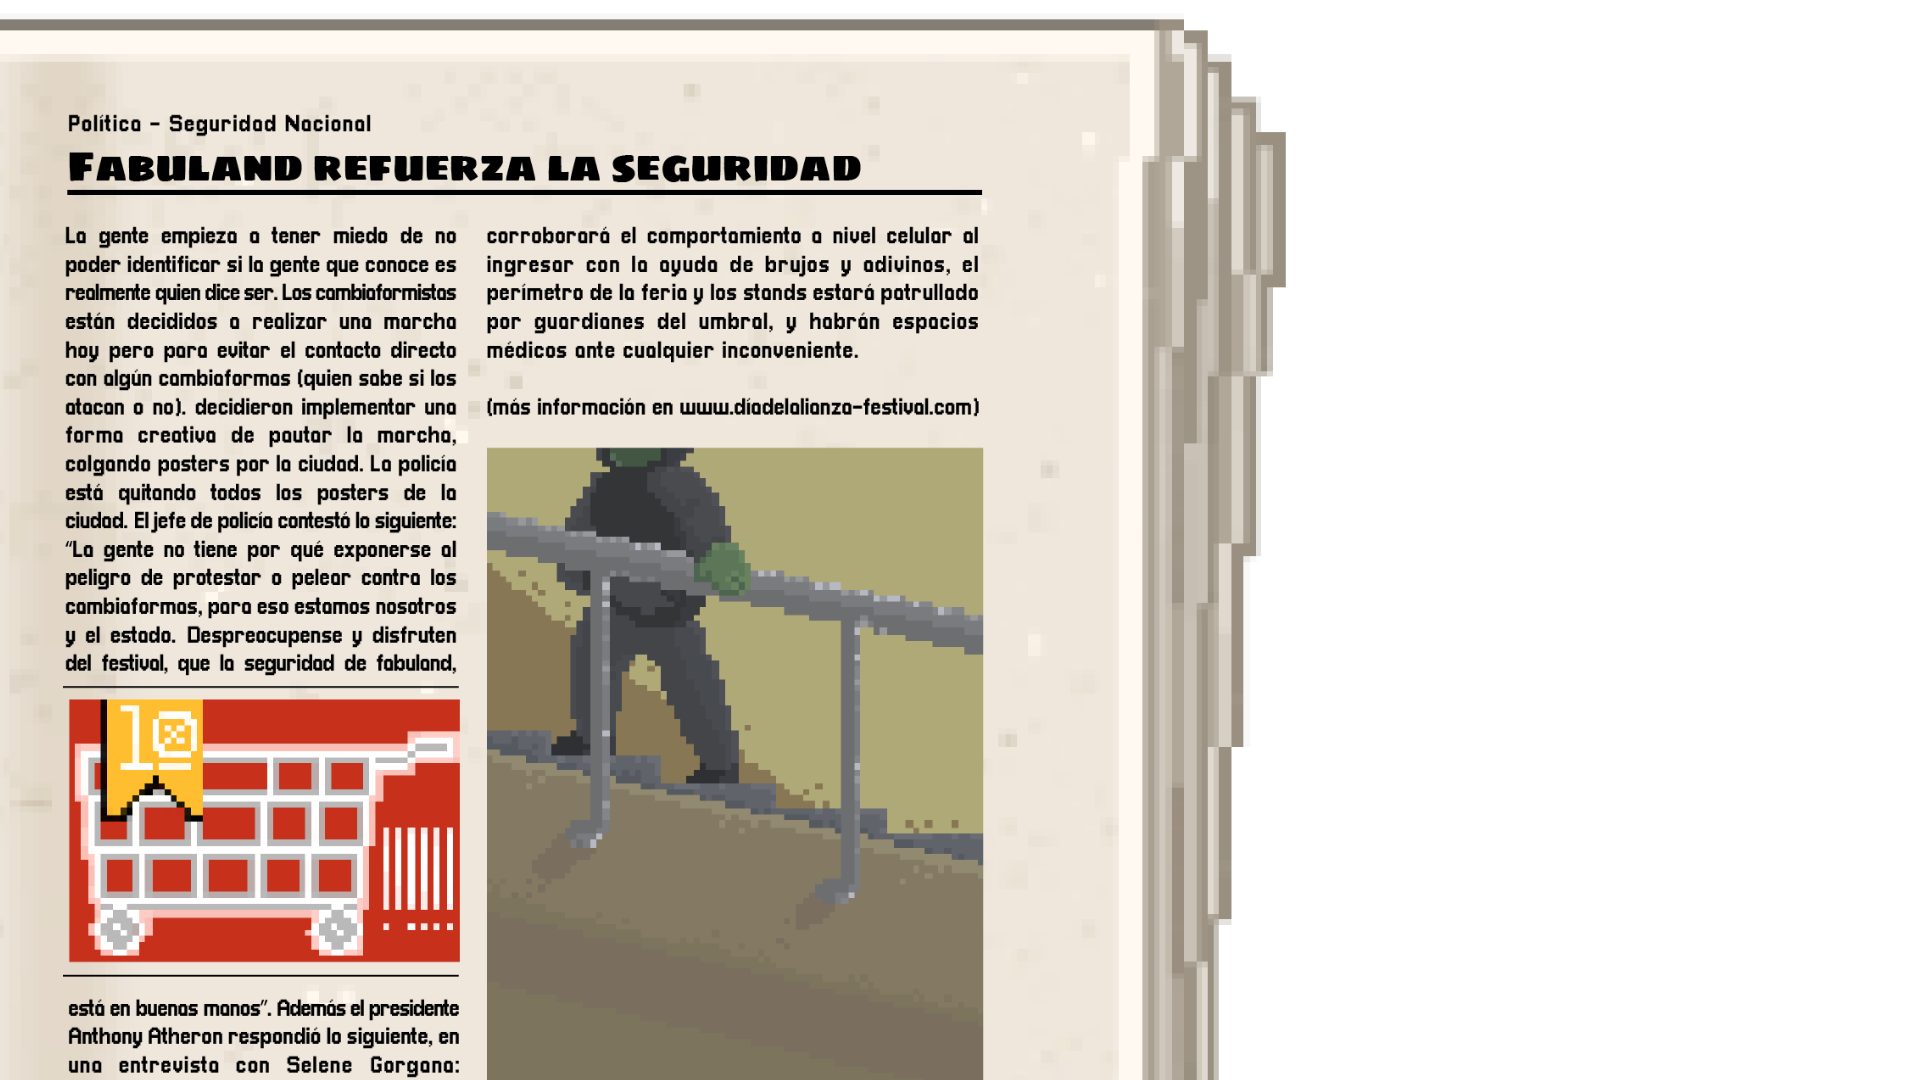 Política - Seguridad Nacional
Fabuland refuerza la seguridad
La gente empieza a tener miedo de no
poder identificar si la gente que conoce es
realmente quien dice ser. Los cambiaformistas
están decididos a realizar una marcha
hoy pero para evitar el contacto directo
con algún cambiaformas (quien sabe si los
atacan o no). decidieron implementar una
forma creativa de pautar la marcha,
colgando posters por la ciudad. La policía
está quitando todos los posters de la
ciudad. El jefe de policía contestó lo siguiente:
“La gente no tiene por qué exponerse al
peligro de protestar o pelear contra los
cambiaformas, para eso estamos nosotros
y el estado. Despreocupense y disfruten
del festival, que la seguridad de fabuland,
está en buenas manos”. Además el presidente
Anthony Atheron respondió lo siguiente, en
una entrevista con Selene Gorgana:
corroborará el comportamiento a nivel celular al
ingresar con la ayuda de brujos y adivinos, el
perímetro de la feria y los stands estará patrullado
por guardianes del umbral, y habrán espacios
médicos ante cualquier inconveniente.
(más información en www.díadelalianza-festival.com)